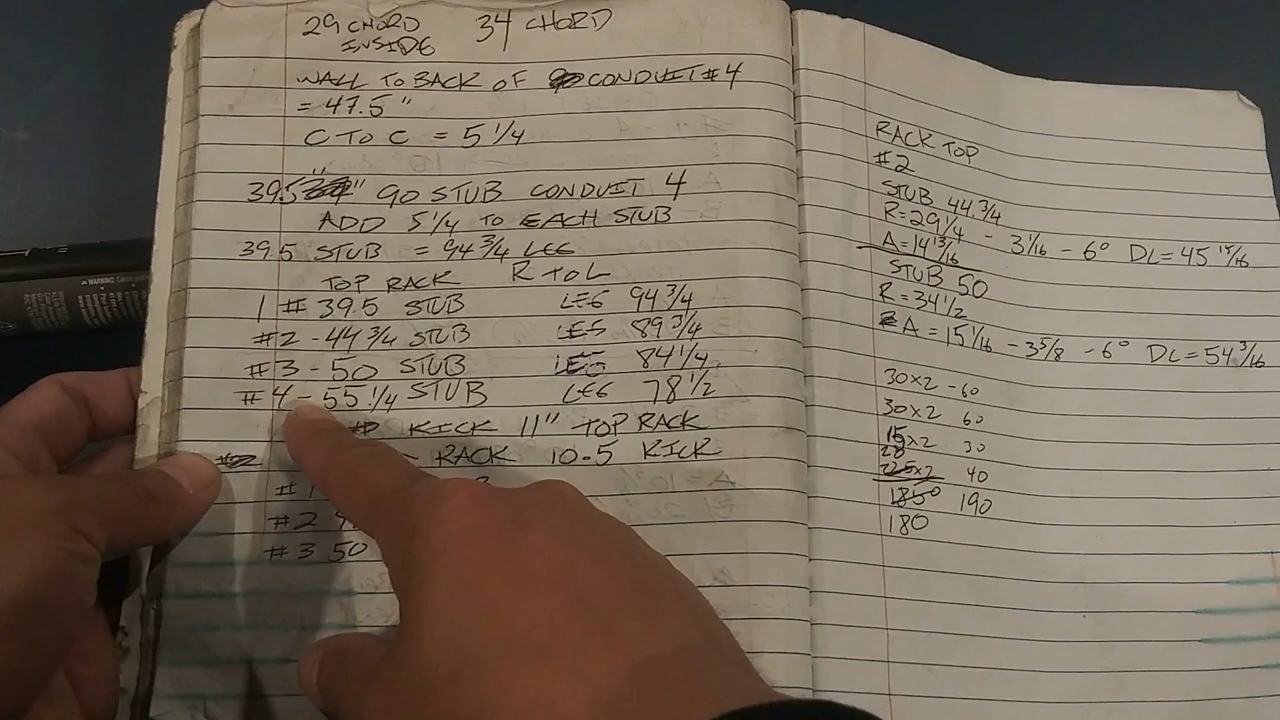 29 CHORD 34 CHORD
INSIDE
WALL TO BACK OF CONDUIT #4
= 47.5"
C TO C = 5 1/4
39.5" 90 STUB CONDUIT 4
ADD 5 1/4 TO EACH STUB
39.5 STUB = 94 3/4 LEG
TOP RACK R TO L
1 # 39.5 STUB LEG 94 3/4
#2 - 44 3/4 STUB LEG 89 3/4
#3 - 50 STUB LEG 84 1/4
#4 - 55 1/4 STUB LEG 78 1/2
KICK 11" TOP RACK
RACK 10.5 KICK
#1
#2
#3 50
RACK TOP
#2
STUB 44 3/4
R = 29 1/4
A = 14 13/16 - 3 1/16 - 6° DL = 45 15/16
STUB 50
R = 34 1/2
A = 15 1/16 - 3 5/8 - 6° DL = 54 3/16
30x2 - 60
30x2 60
15x2 30
40
190
180
WARNING